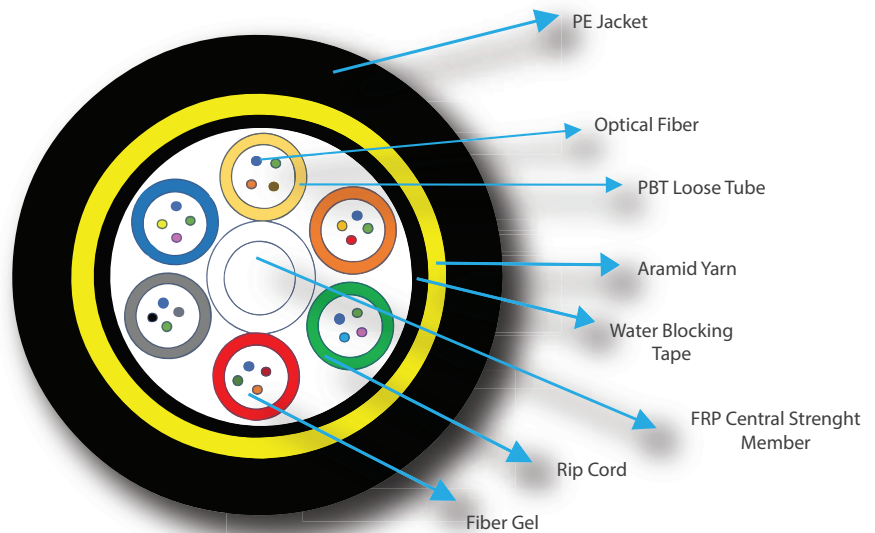 PE Jacket
Optical Fiber
PBT Loose Tube
Aramid Yarn
Water Blocking
Tape
FRP Central Strenght
Member
Rip Cord
Fiber Gel